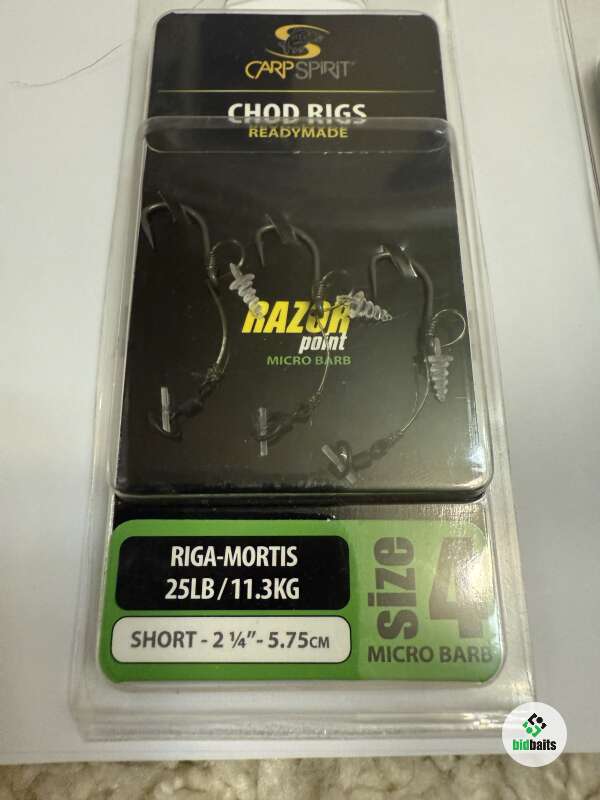 CARPSPIRIT
CHOD RIGS
READYMADE
RAZOR
point
MICRO BARB
RIGA-MORTIS
25LB / 11.3KG
SHORT - 2 ¼” - 5.75CM
size 4
MICRO BARB
bidbaits